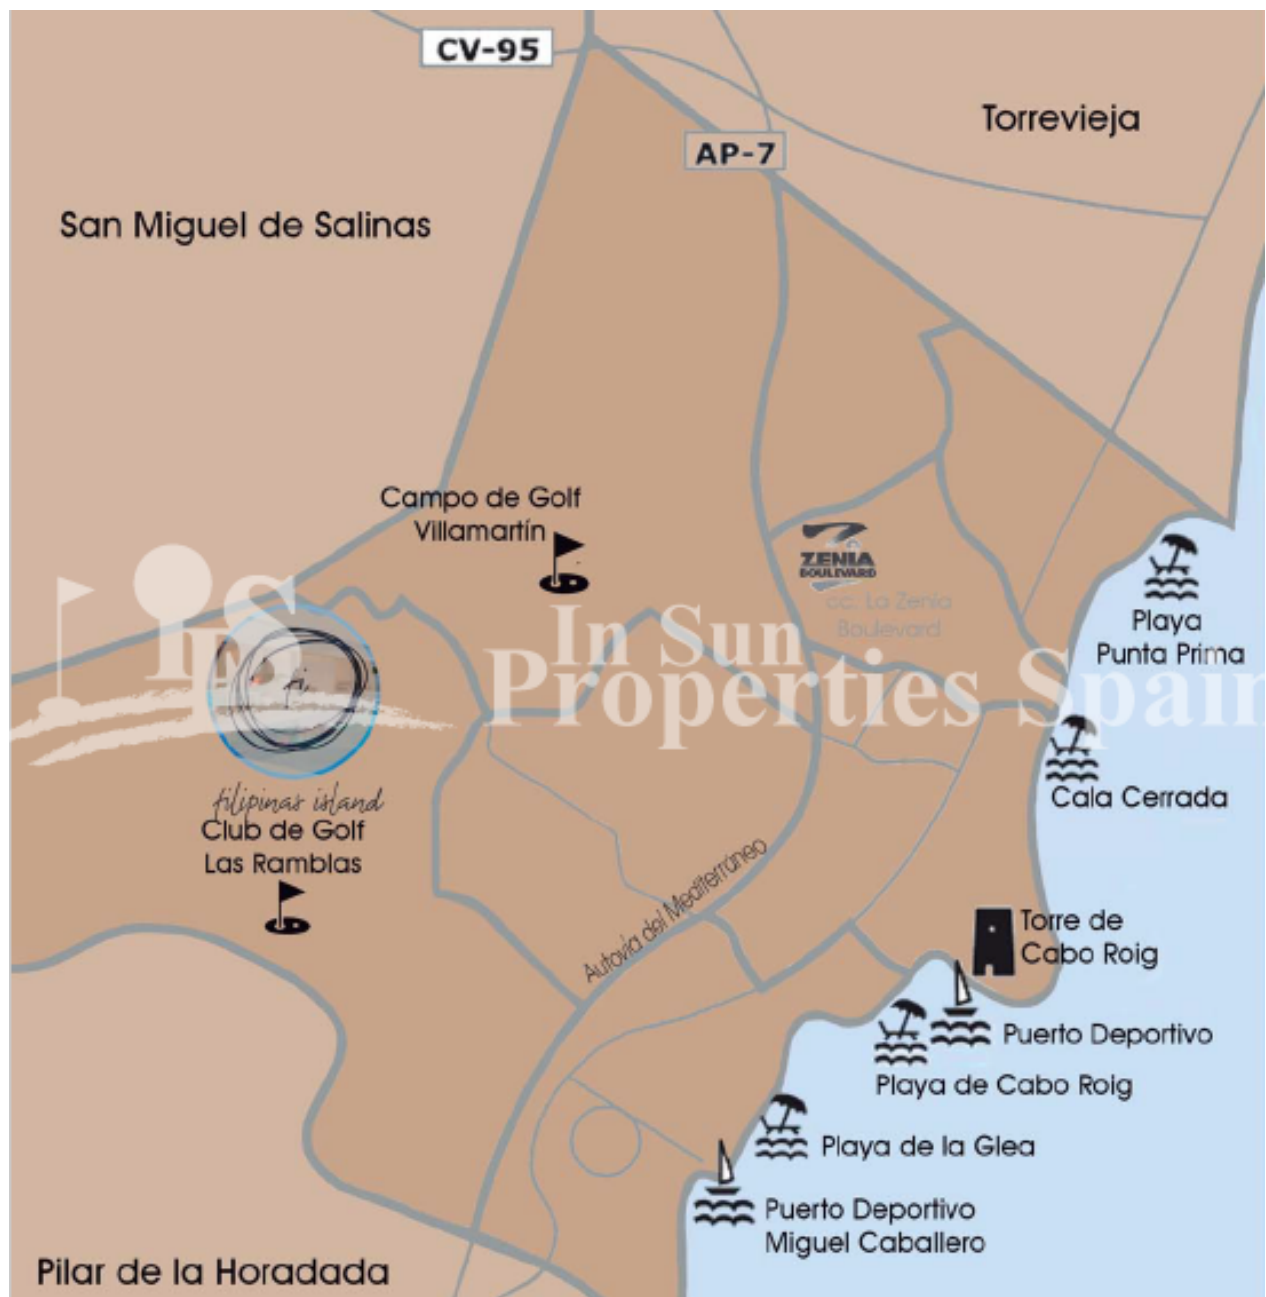 CV-95
Torrevieja
AP-7
San Miguel de Salinas
Campo de Golf
Villamartín
ZENIA
BOULEVARD
cc. La Zenia
Boulevard
Playa
Punta Prima
IPS
In Sun
Properties Spain
Cala Cerrada
filipinas island
Club de Golf
Las Ramblas
Autovía del Mediterráneo
Torre de
Cabo Roig
Puerto Deportivo
Playa de Cabo Roig
Playa de la Glea
Puerto Deportivo
Miguel Caballero
Pilar de la Horadada